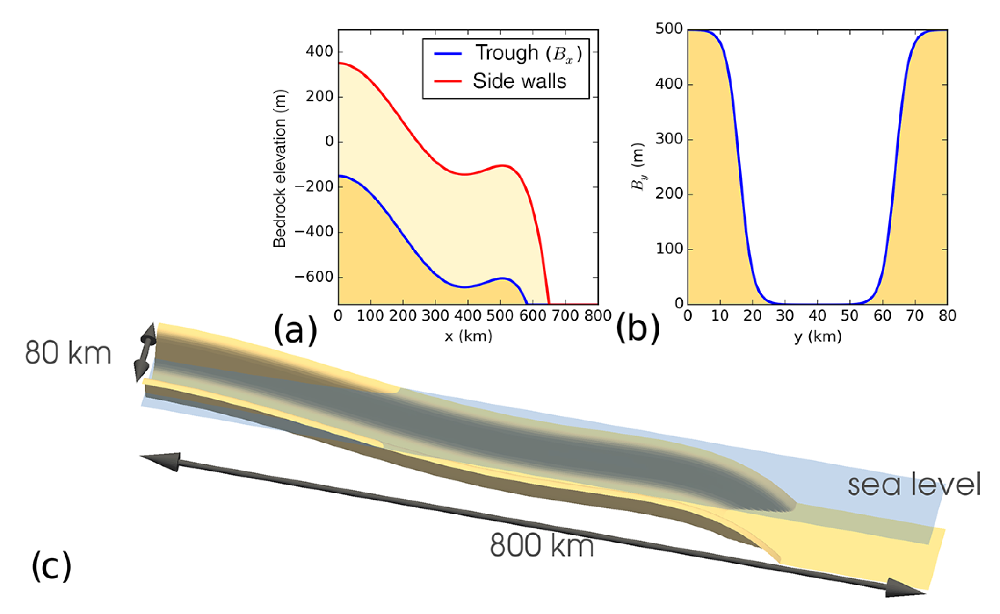 400
200
0
−200
−400
−600
Bedrock elevation (m)
Trough (Bx)
Side walls
0 100 200 300 400 500 600 700 800
x (km)
(a)
500
400
300
200
100
0
By (m)
0 10 20 30 40 50 60 70 80
y (km)
(b)
80 km
sea level
800 km
(c)